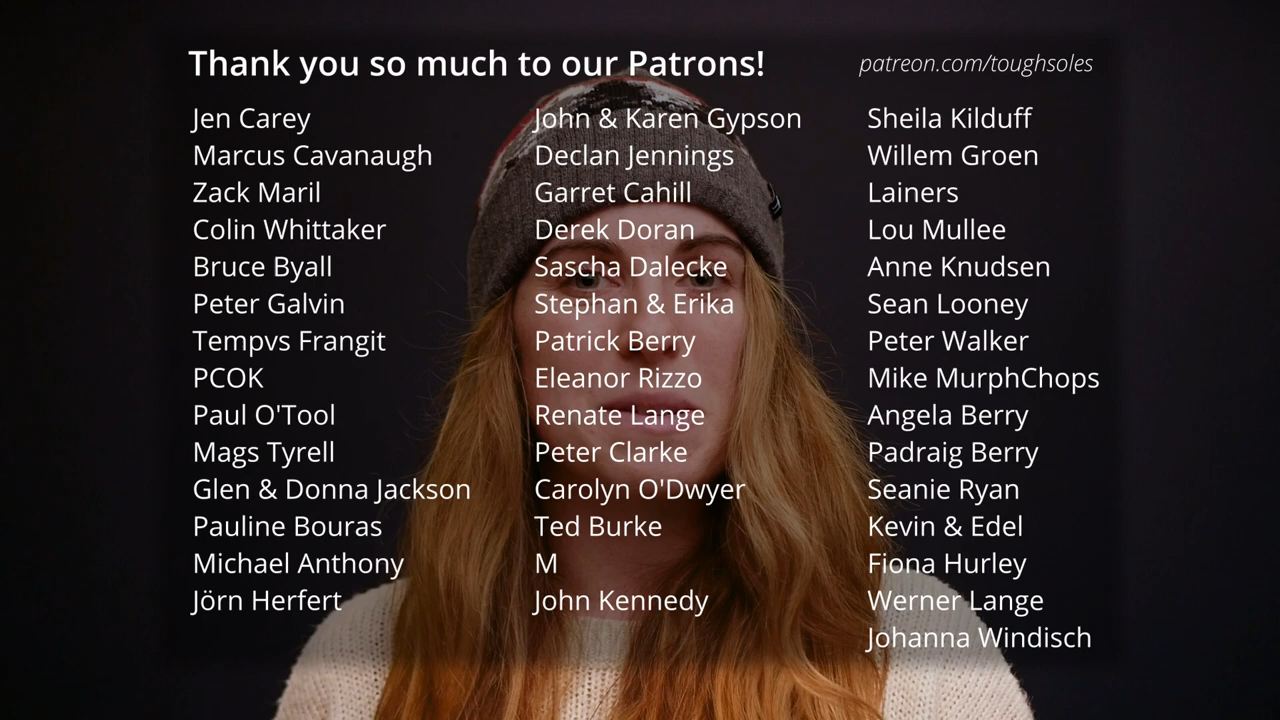 Thank you so much to our Patrons!
patreon.com/toughsoles
Jen Carey
Marcus Cavanaugh
Zack Maril
Colin Whittaker
Bruce Byall
Peter Galvin
Tempvs Frangit
PCOK
Paul O'Tool
Mags Tyrell
Glen & Donna Jackson
Pauline Bouras
Michael Anthony
Jörn Herfert
John & Karen Gypson
Declan Jennings
Garret Cahill
Derek Doran
Sascha Dalecke
Stephan & Erika
Patrick Berry
Eleanor Rizzo
Renate Lange
Peter Clarke
Carolyn O'Dwyer
Ted Burke
M
John Kennedy
Sheila Kilduff
Willem Groen
Lainers
Lou Mullee
Anne Knudsen
Sean Looney
Peter Walker
Mike MurphChops
Angela Berry
Padraig Berry
Seanie Ryan
Kevin & Edel
Fiona Hurley
Werner Lange
Johanna Windisch